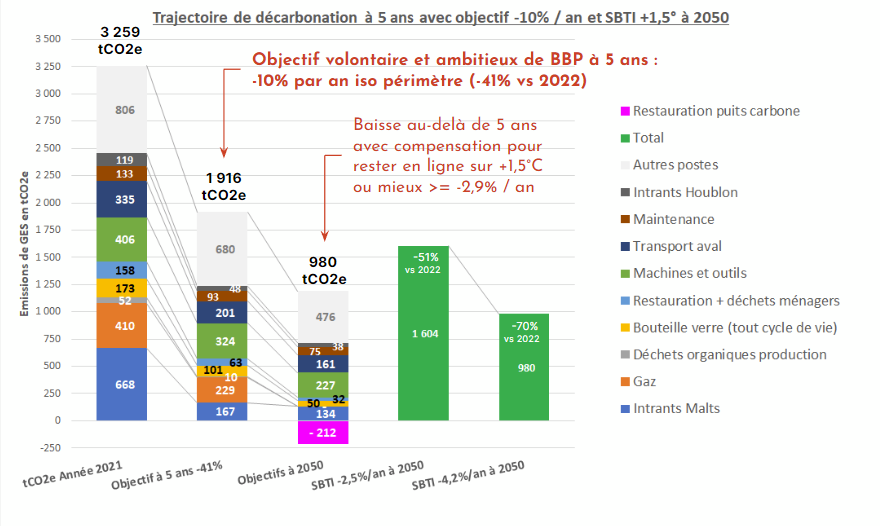 Trajectoire de décarbonation à 5 ans avec objectif -10% / an et SBTI +1,5° à 2050
3 259
tCO2e
Objectif volontaire et ambitieux de BBP à 5 ans :
-10% par an iso périmètre (-41% vs 2022)
Baisse au-delà de 5 ans
avec compensation pour
rester en ligne sur +1,5°C
ou mieux >= -2,9% / an
1 916
tCO2e
980
tCO2e
Emissions de GES en tCO2e
3 500
3 250
3 000
2 750
2 500
2 250
2 000
1 750
1 500
1 250
1 000
750
500
250
0
-250
806
119
133
335
406
158
173
52
410
668
680
48
93
201
324
63
101
10
229
167
476
38
75
161
227
32
50
134
- 212
-51%
vs 2022
1 604
-70%
vs 2022
980
tCO2e Année 2021
Objectif à 5 ans -41%
Objectifs à 2050
SBTI -2,5%/an à 2050
SBTI -4,2%/an à 2050
Restauration puits carbone
Total
Autres postes
Intrants Houblon
Maintenance
Transport aval
Machines et outils
Restauration + déchets ménagers
Bouteille verre (tout cycle de vie)
Déchets organiques production
Gaz
Intrants Malts